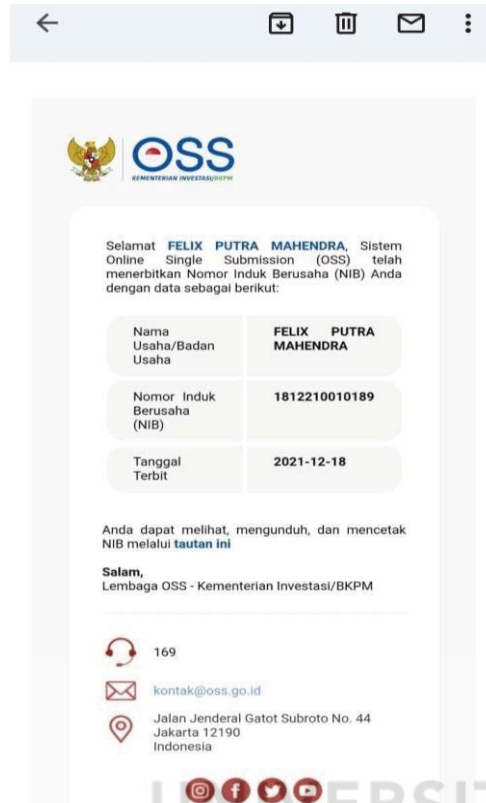 OSS
KEMENTERIAN INVESTASI/BKPM
Selamat FELIX PUTRA MAHENDRA, Sistem
Online Single Submission (OSS) telah
menerbitkan Nomor Induk Berusaha (NIB) Anda
dengan data sebagai berikut:
Nama
Usaha/Badan
Usaha
FELIX PUTRA
MAHENDRA
Nomor Induk
Berusaha
(NIB)
1812210010189
Tanggal
Terbit
2021-12-18
Anda dapat melihat, mengunduh, dan mencetak
NIB melalui tautan ini
Salam,
Lembaga OSS - Kementerian Investasi/BKPM
169
kontak@oss.go.id
Jalan Jenderal Gatot Subroto No. 44
Jakarta 12190
Indonesia